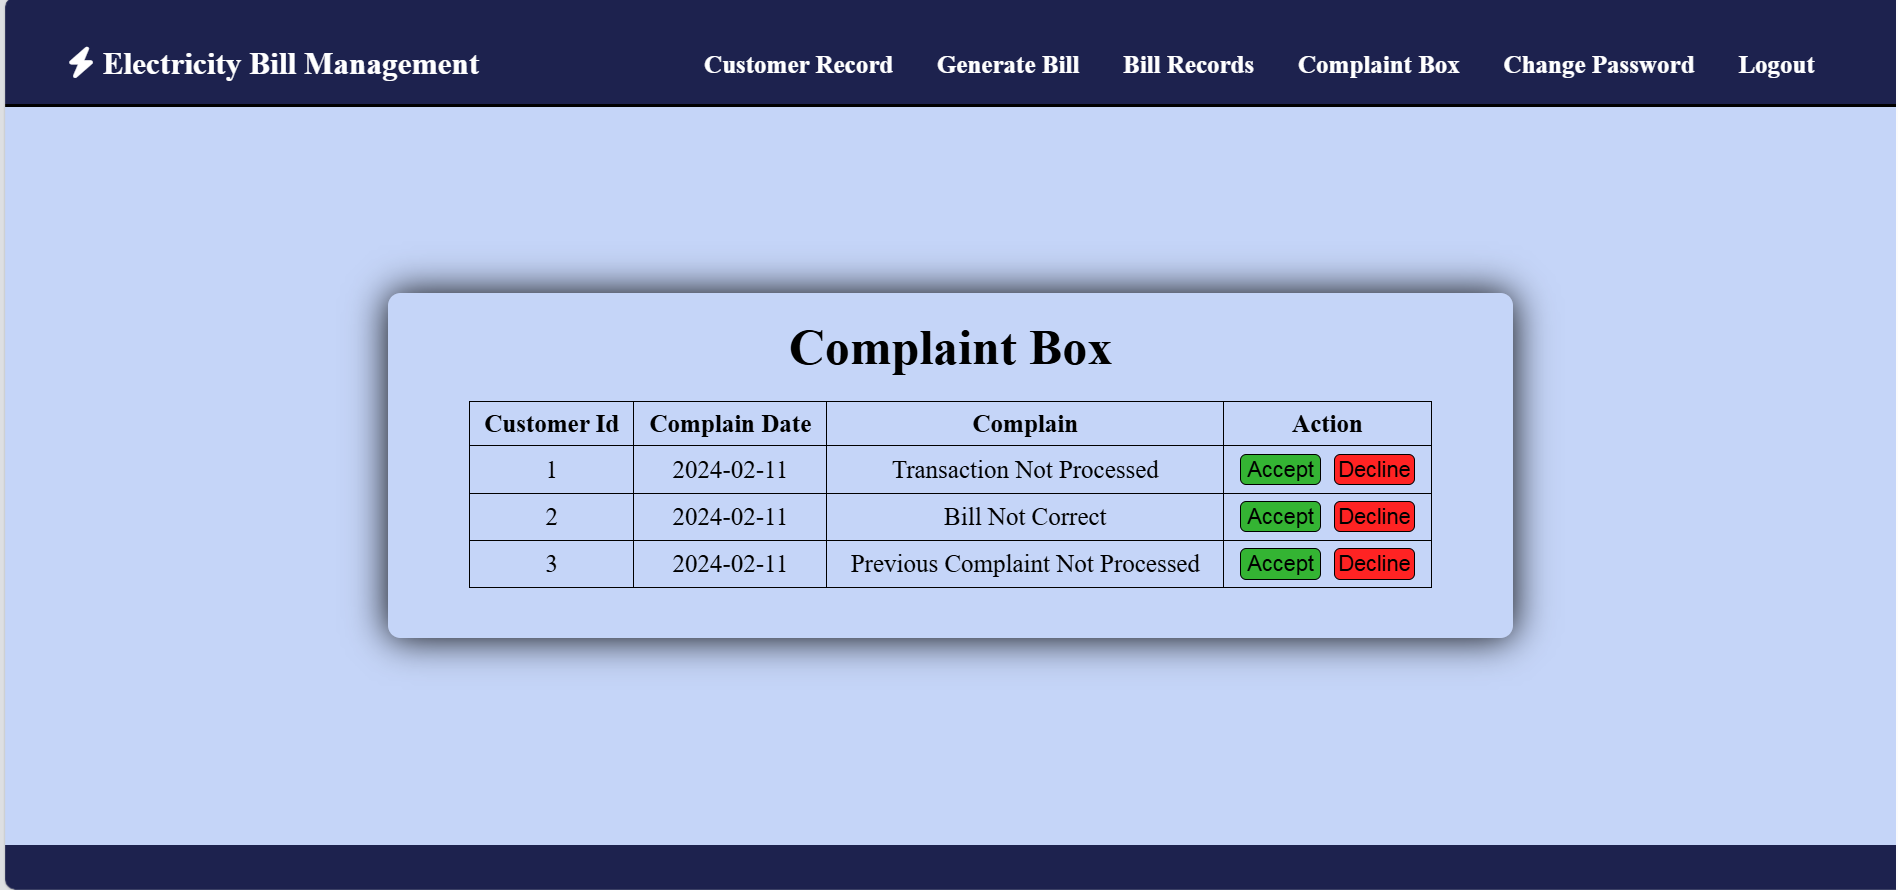 Electricity Bill Management Customer Record Generate Bill Bill Records Complaint Box Change Password Logout
Complaint Box
Customer Id Complain Date Complain Action
1 2024-02-11 Transaction Not Processed Accept Decline
2 2024-02-11 Bill Not Correct Accept Decline
3 2024-02-11 Previous Complaint Not Processed Accept Decline